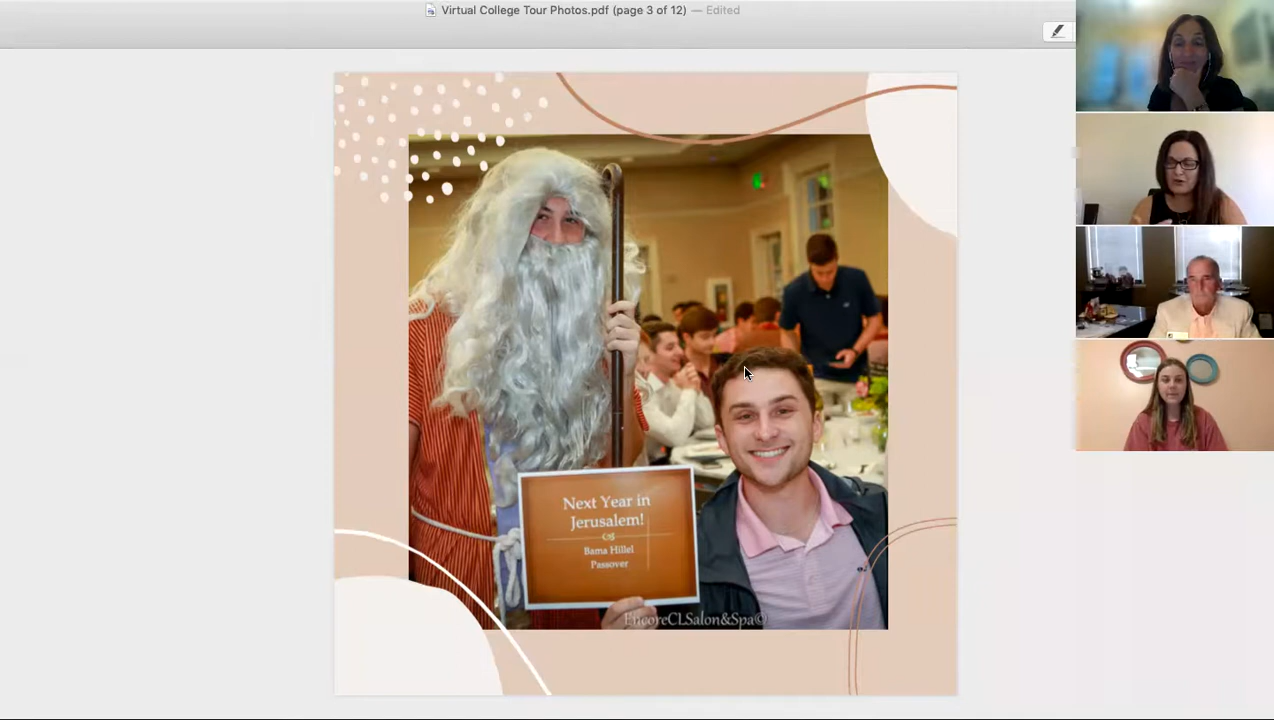 Virtual College Tour Photos.pdf (page 3 of 12) — Edited
Next Year in
Jerusalem!
Bama Hillel
Passover
EncoreCLSalon&Spa©